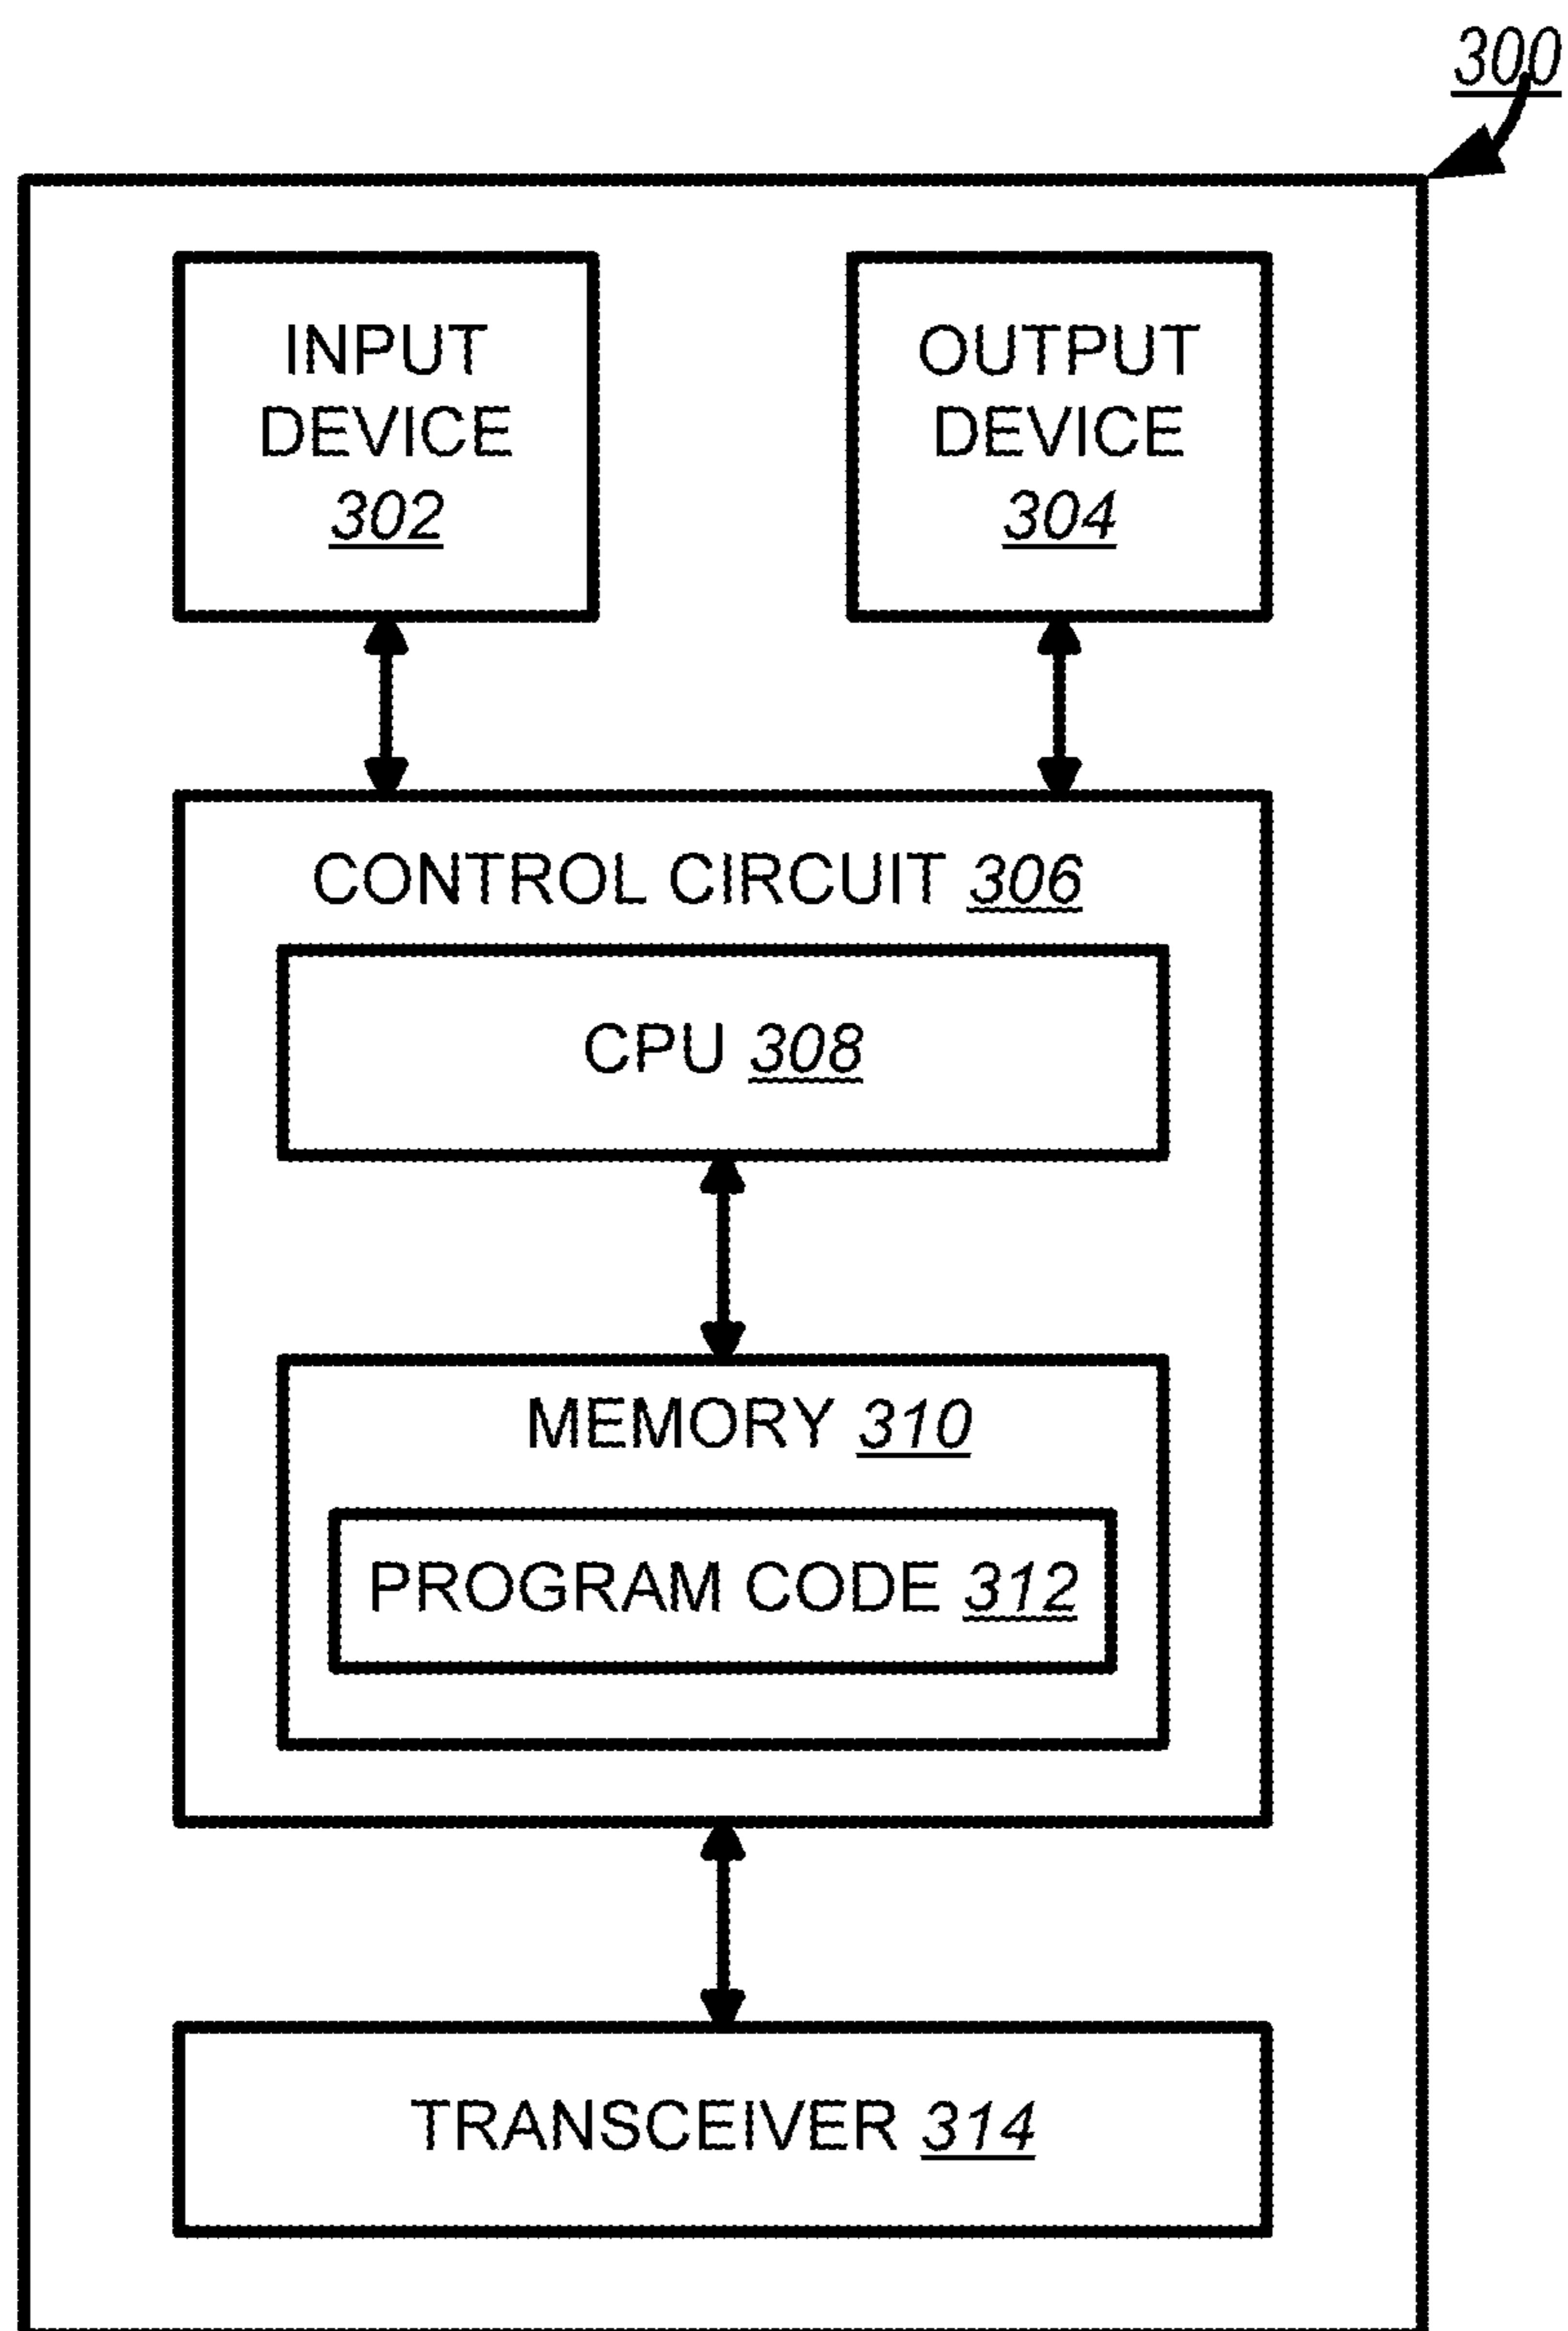 300
INPUT
DEVICE
302
OUTPUT
DEVICE
304
CONTROL CIRCUIT 306
CPU 308
MEMORY 310
PROGRAM CODE 312
TRANSCEIVER 314